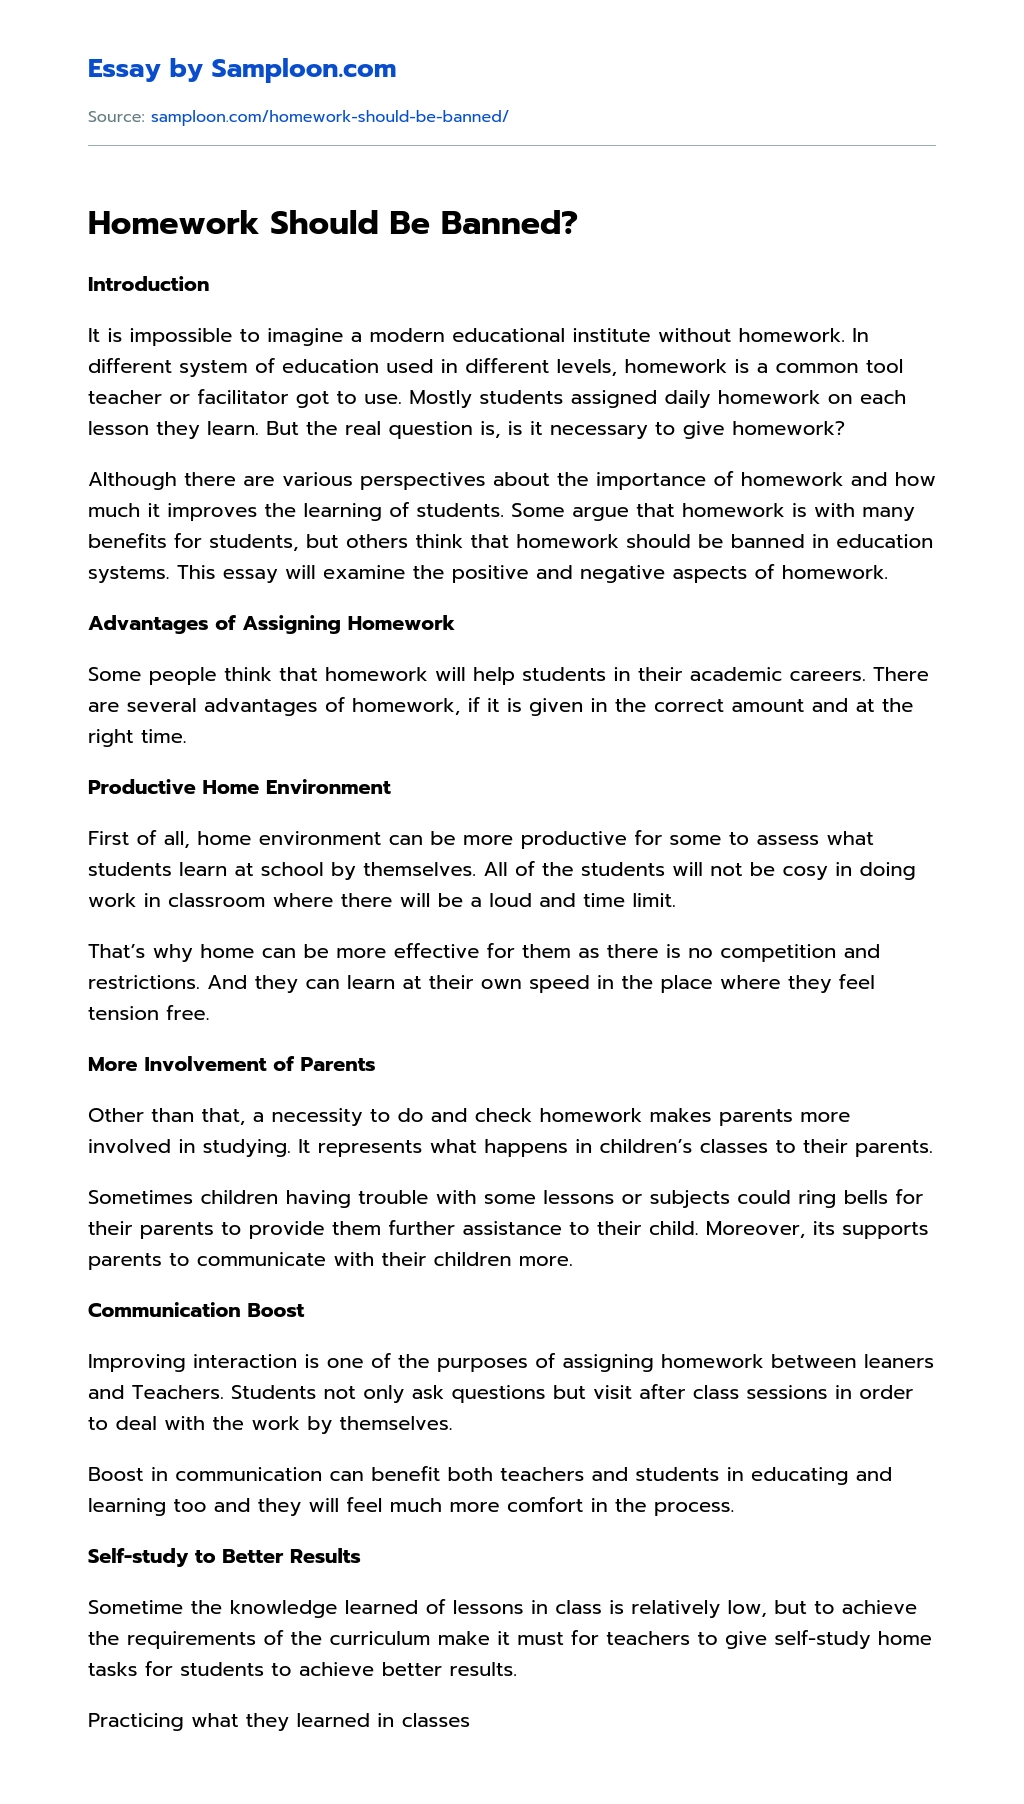 Essay by Samploon.com
Source: samploon.com/homework-should-be-banned/
Homework Should Be Banned?
Introduction
It is impossible to imagine a modern educational institute without homework. In
different system of education used in different levels, homework is a common tool
teacher or facilitator got to use. Mostly students assigned daily homework on each
lesson they learn. But the real question is, is it necessary to give homework?
Although there are various perspectives about the importance of homework and how
much it improves the learning of students. Some argue that homework is with many
benefits for students, but others think that homework should be banned in education
systems. This essay will examine the positive and negative aspects of homework.
Advantages of Assigning Homework
Some people think that homework will help students in their academic careers. There
are several advantages of homework, if it is given in the correct amount and at the
right time.
Productive Home Environment
First of all, home environment can be more productive for some to assess what
students learn at school by themselves. All of the students will not be cosy in doing
work in classroom where there will be a loud and time limit.
That’s why home can be more effective for them as there is no competition and
restrictions. And they can learn at their own speed in the place where they feel
tension free.
More Involvement of Parents
Other than that, a necessity to do and check homework makes parents more
involved in studying. It represents what happens in children’s classes to their parents.
Sometimes children having trouble with some lessons or subjects could ring bells for
their parents to provide them further assistance to their child. Moreover, its supports
parents to communicate with their children more.
Communication Boost
Improving interaction is one of the purposes of assigning homework between leaners
and Teachers. Students not only ask questions but visit after class sessions in order
to deal with the work by themselves.
Boost in communication can benefit both teachers and students in educating and
learning too and they will feel much more comfort in the process.
Self-study to Better Results
Sometime the knowledge learned of lessons in class is relatively low, but to achieve
the requirements of the curriculum make it must for teachers to give self-study home
tasks for students to achieve better results.
Practicing what they learned in classes